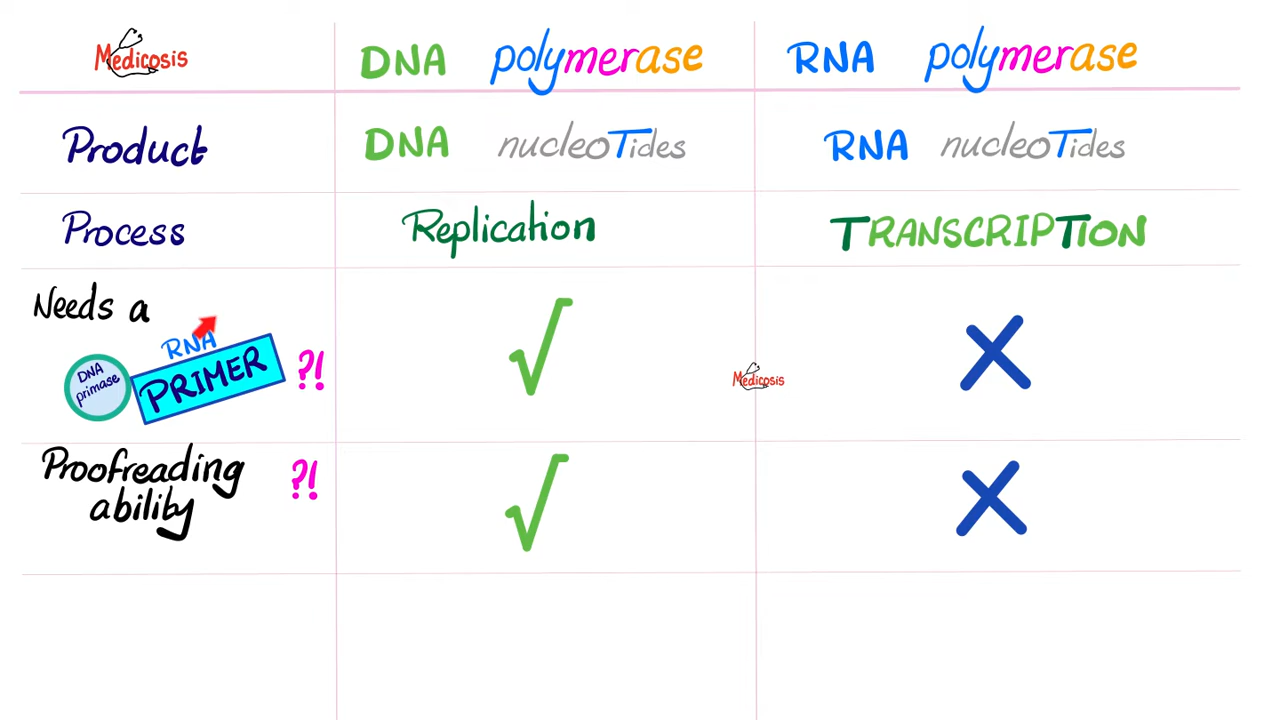 Medicosis
DNA polymerase
RNA polymerase
Product
DNA nucleoTides
RNA nucleoTides
Process
Replication
TRANSCRIPTION
Needs a
RNA
DNA
primase
PRIMER
?!
√
X
Medicosis
Proofreading
ability
?!
√
X